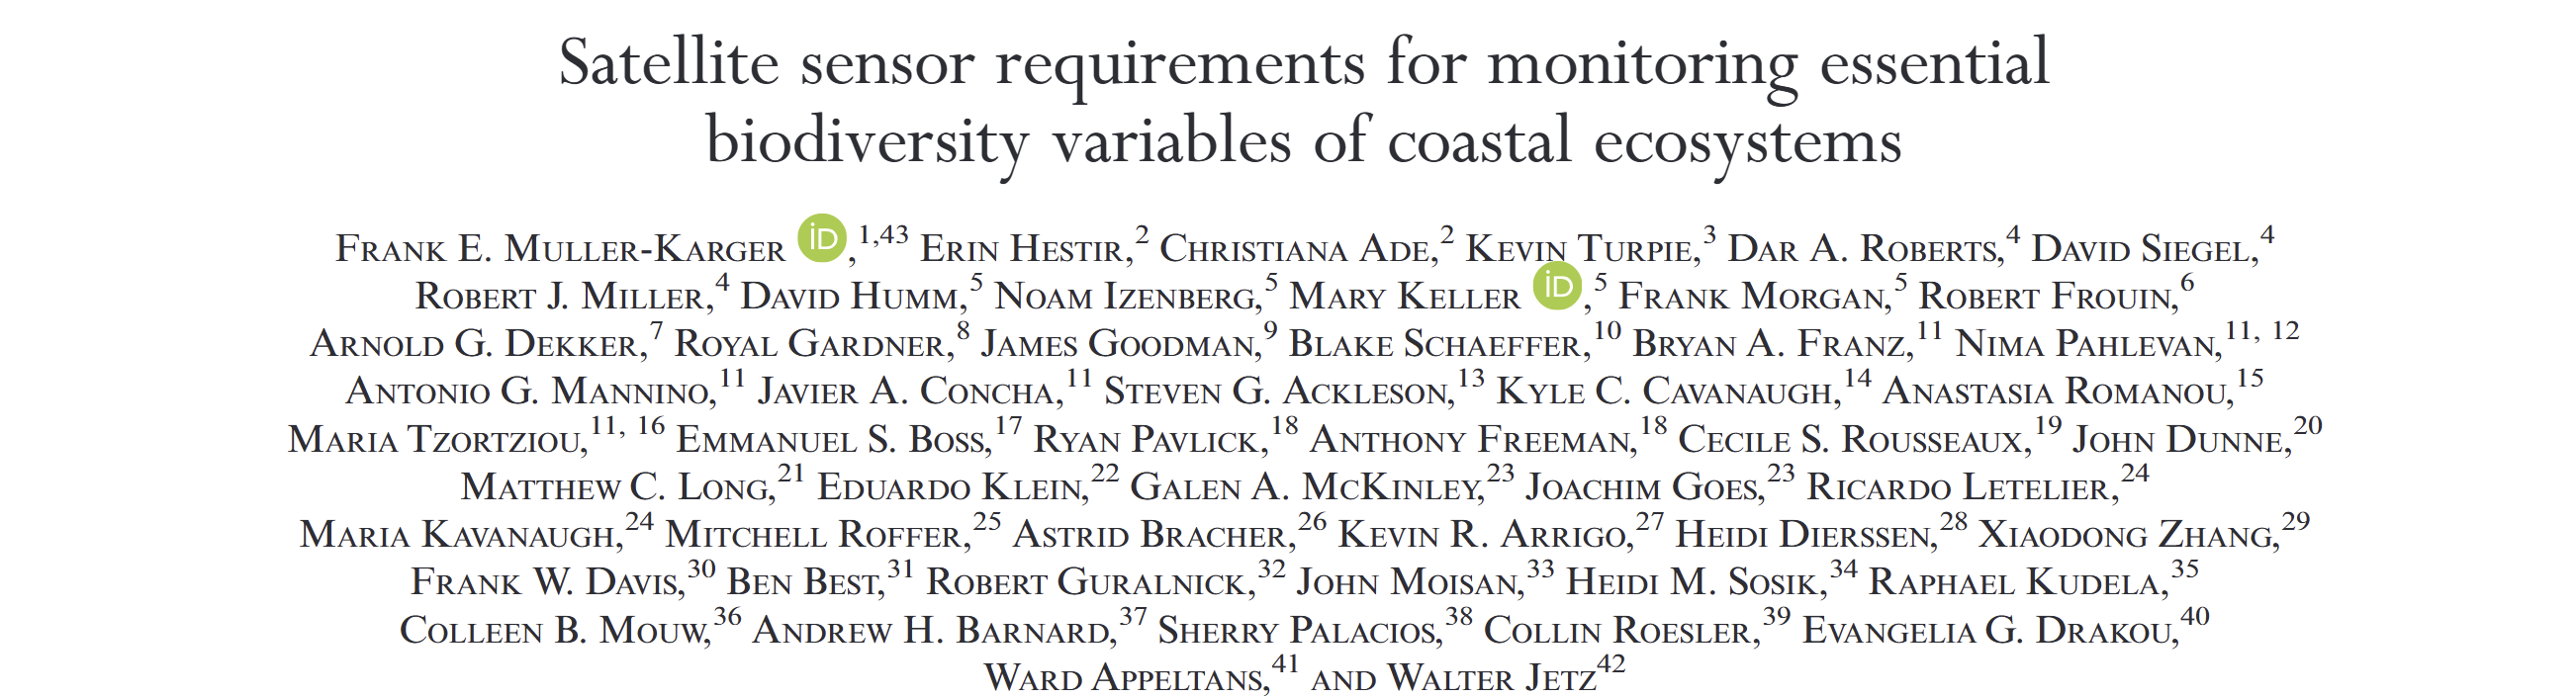 Satellite sensor requirements for monitoring essential
biodiversity variables of coastal ecosystems
Frank E. Muller-Karger iD,1,43 Erin Hestir,2 Christiana Ade,2 Kevin Turpie,3 Dar A. Roberts,4 David Siegel,4
Robert J. Miller,4 David Humm,5 Noam Izenberg,5 Mary Keller iD,5 Frank Morgan,5 Robert Frouin,6
Arnold G. Dekker,7 Royal Gardner,8 James Goodman,9 Blake Schaeffer,10 Bryan A. Franz,11 Nima Pahlevan,11, 12
Antonio G. Mannino,11 Javier A. Concha,11 Steven G. Ackleson,13 Kyle C. Cavanaugh,14 Anastasia Romanou,15
Maria Tzortziou,11, 16 Emmanuel S. Boss,17 Ryan Pavlick,18 Anthony Freeman,18 Cecile S. Rousseaux,19 John Dunne,20
Matthew C. Long,21 Eduardo Klein,22 Galen A. McKinley,23 Joachim Goes,23 Ricardo Letelier,24
Maria Kavanaugh,24 Mitchell Roffer,25 Astrid Bracher,26 Kevin R. Arrigo,27 Heidi Dierssen,28 Xiaodong Zhang,29
Frank W. Davis,30 Ben Best,31 Robert Guralnick,32 John Moisan,33 Heidi M. Sosik,34 Raphael Kudela,35
Colleen B. Mouw,36 Andrew H. Barnard,37 Sherry Palacios,38 Collin Roesler,39 Evangelia G. Drakou,40
Ward Appeltans,41 and Walter Jetz42